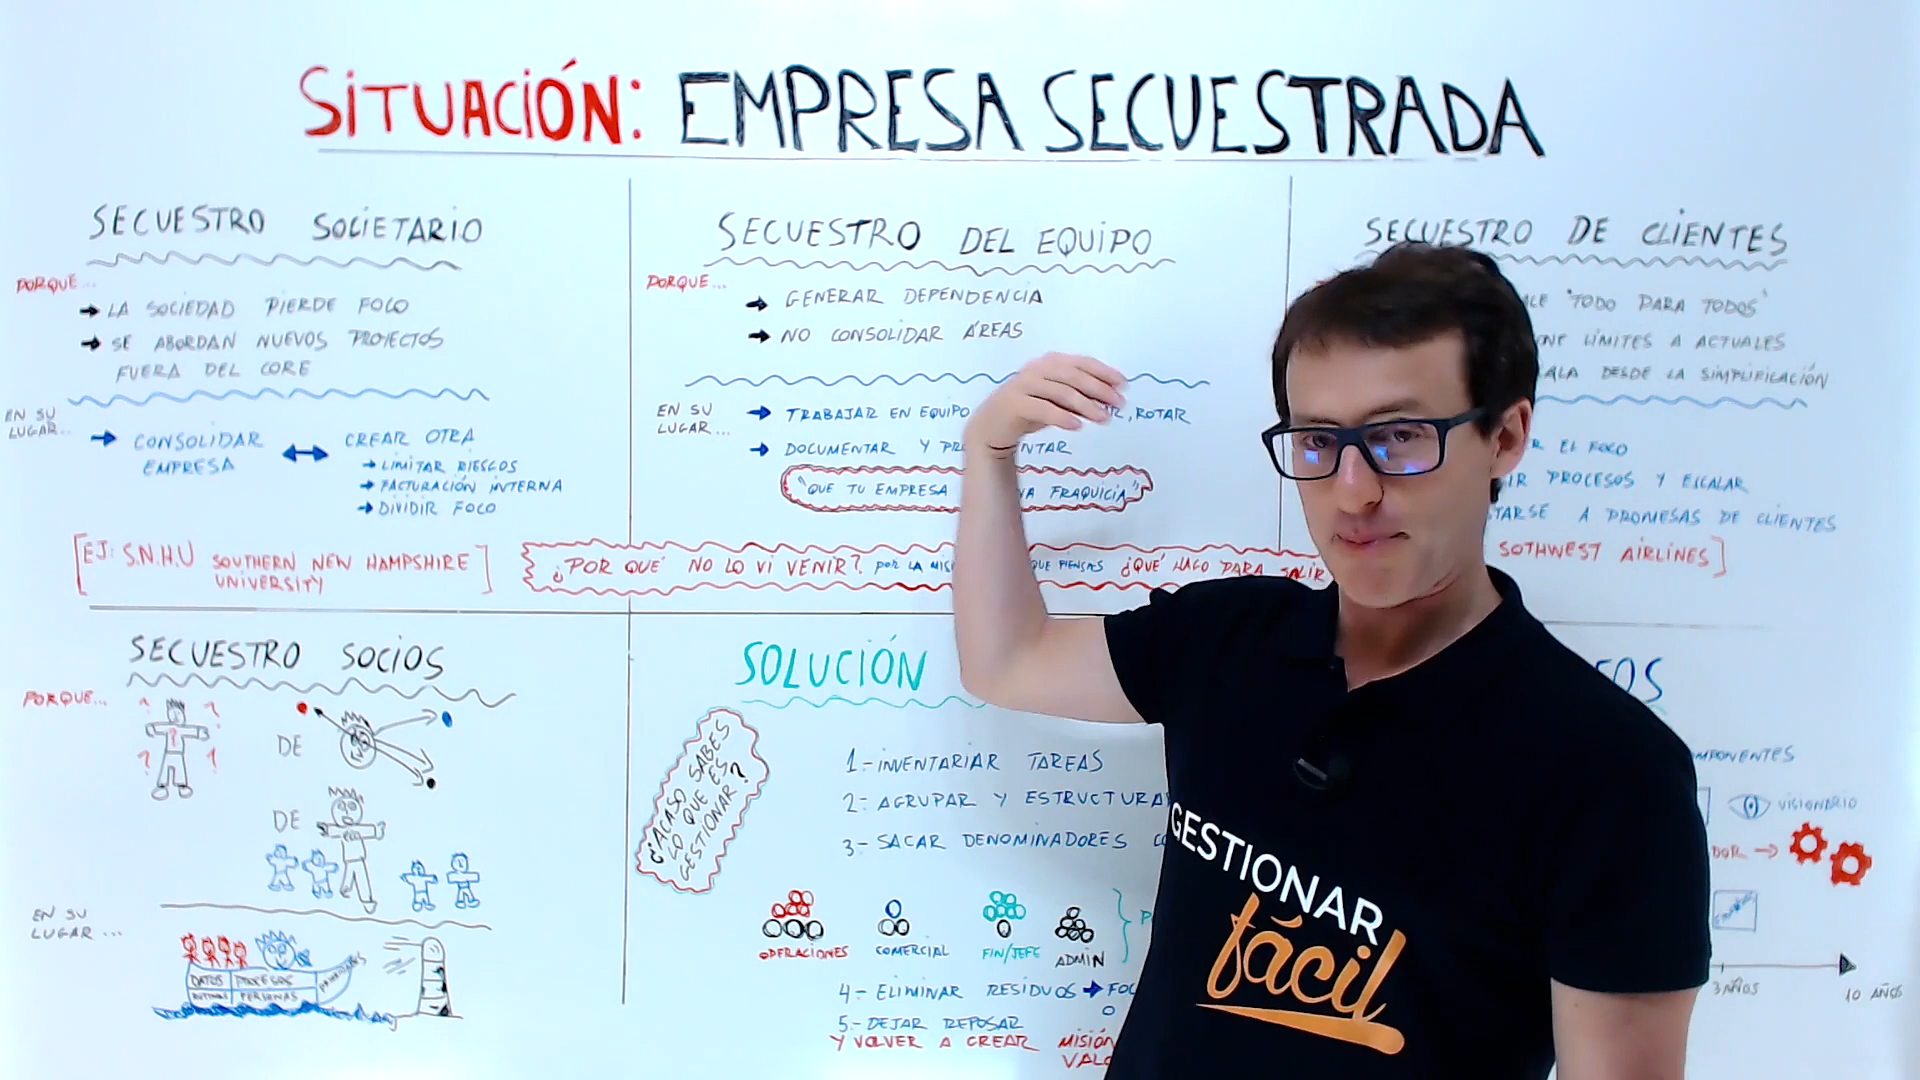 SITUACIÓN: EMPRESA SECUESTRADA
SECUESTRO SOCIETARIO
PORQUE...
LA SOCIEDAD PIERDE FOCO
SE ABORDAN NUEVOS PROYECTOS
FUERA DEL CORE
EN SU
LUGAR...
CONSOLIDAR
EMPRESA
CREAR OTRA
LIMITAR RIESGOS
FACTURACIÓN INTERNA
DIVIDIR FOCO
[EJ: S.N.H.U SOUTHERN NEW HAMPSHIRE
UNIVERSITY]
SECUESTRO DEL EQUIPO
PORQUE...
GENERAR DEPENDENCIA
NO CONSOLIDAR ÁREAS
EN SU
LUGAR...
TRABAJAR EN EQUIPO
, ROTAR
DOCUMENTAR Y
"QUE TU EMPRESA
FRAQUICIA"
SECUESTRO DE CLIENTES
"TODO PARA TODOS"
LÍMITES A ACTUALES
DESDE LA SIMPLIFICACIÓN
EL FOCO
PROCESOS Y ESCALAR
A PROMESAS DE CLIENTES
SOTHWEST AIRLINES]
¿POR QUÉ NO LO VI VENIR? POR LA
QUE PIENSAS ¿QUÉ HAGO PARA SALIR
SECUESTRO SOCIOS
PORQUE...
? ?
?
? ?
DE
DE
EN SU
LUGAR...
DATOS PROCESOS
PERSONAS
SOLUCIÓN
¿ACASO SABES
LO QUE ES
GESTIONAR?
1.- INVENTARIAR TAREAS
2.- AGRUPAR Y ESTRUCTURA
3.- SACAR DENOMINADORES
OPERACIONES
COMERCIAL
FIN/JEFE
ADMIN
4.- ELIMINAR RESIDUOS
5.- DEJAR REPOSAR
Y VOLVER A CREAR MISIÓN
VISIONARIO
3 AÑOS
10 AÑOS
GESTIONAR
fácil